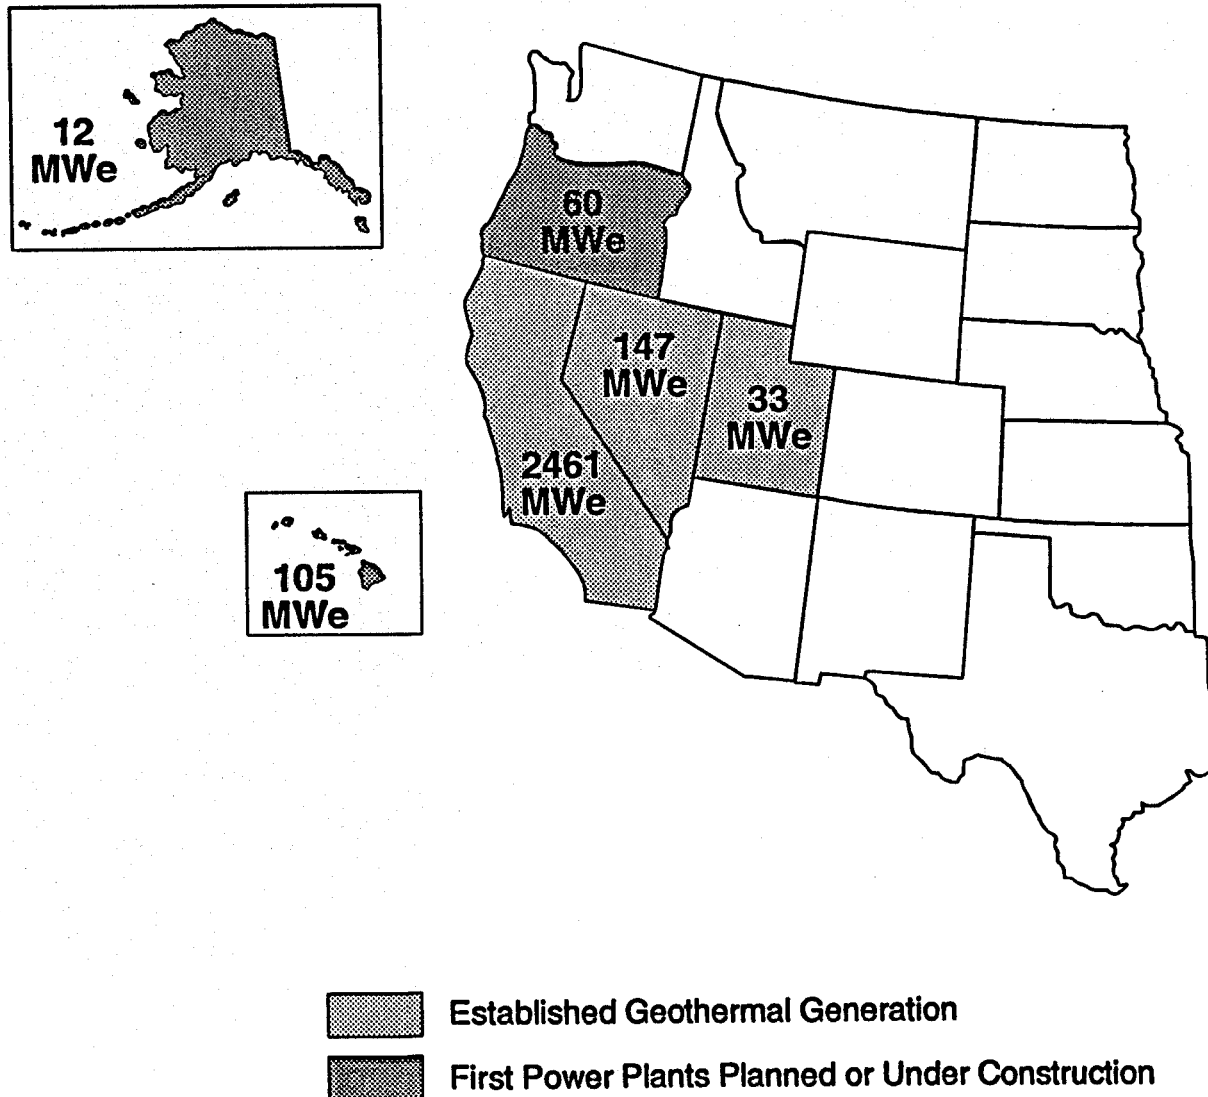 12
MWe
60
MWe
147
MWe
33
MWe
2461
MWe
105
MWe
Established Geothermal Generation
First Power Plants Planned or Under Construction